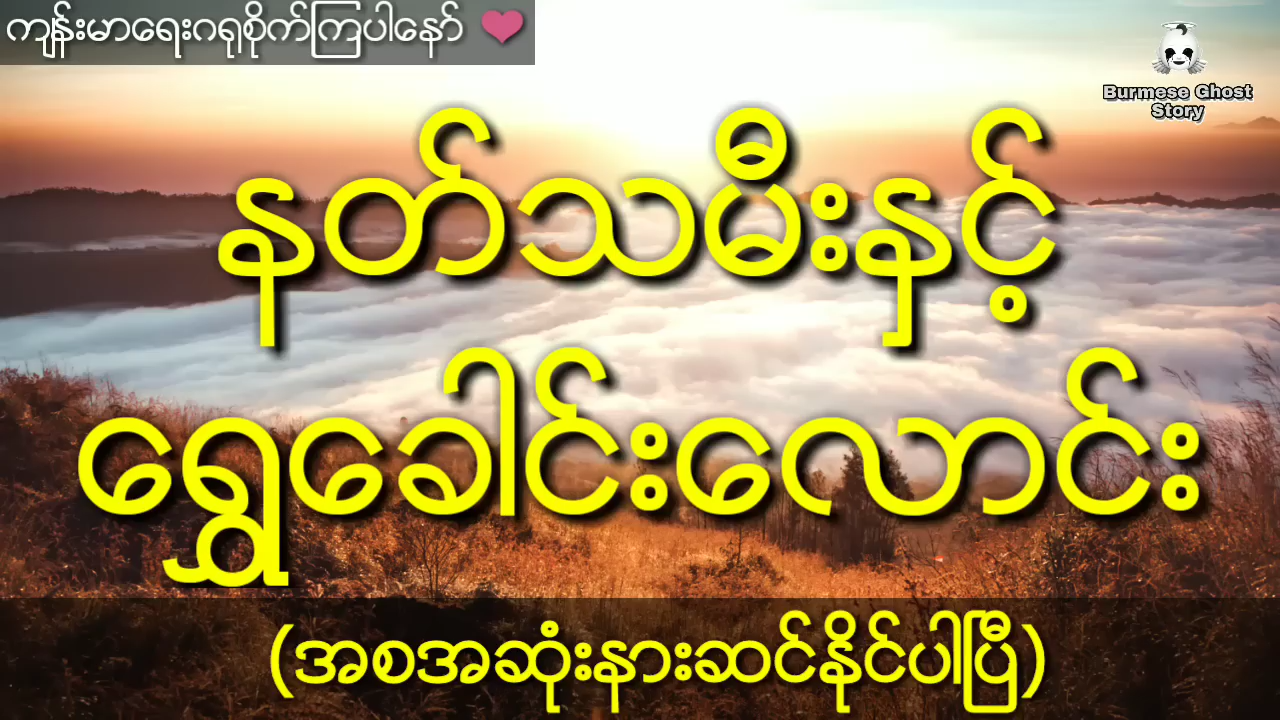 ကျန်းမာရေးဂရုစိုက်ကြပါနော် ❤
Burmese Ghost
Story
နတ်သမီးနှင့်
ရွှေခေါင်းလောင်း
(အစအဆုံးနားဆင်နိုင်ပါပြီ)